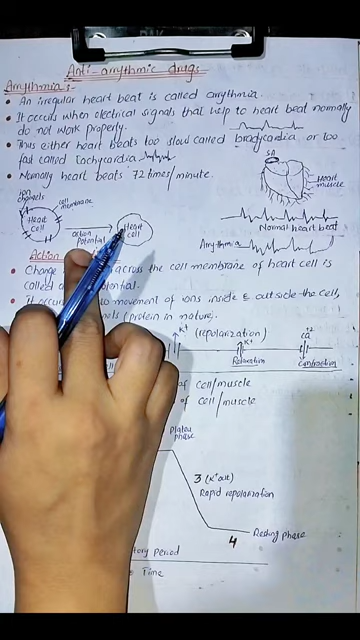 Anti-arrythmic drugs
Arrythmia:-
An irregular heart beat is called arrythmia.
It occurs when electrical signals that help to heart beat normally
do not work properly.
Thus either heart beats too slow called bradycardia or too
fast called tachycardia
Normally heart beats 72 times/minute.
SA
Heart
muscle
ion
channels
cell membrane
Heart
Cell
action
Potential
Heart
cell
Normal heart beat
Arrythmia
Action
Change across the cell membrane of heart cell is
called potential.
It occurs movement of ions inside & outside the cell,
(protein in nature).
K+
(repolarization)
K+
Relaxation
Ca+2
Contraction
of cell/muscle
of cell/muscle
Plateu
phase
3 (K+ out)
Rapid repolarization
4
Resting phase
Period
Time